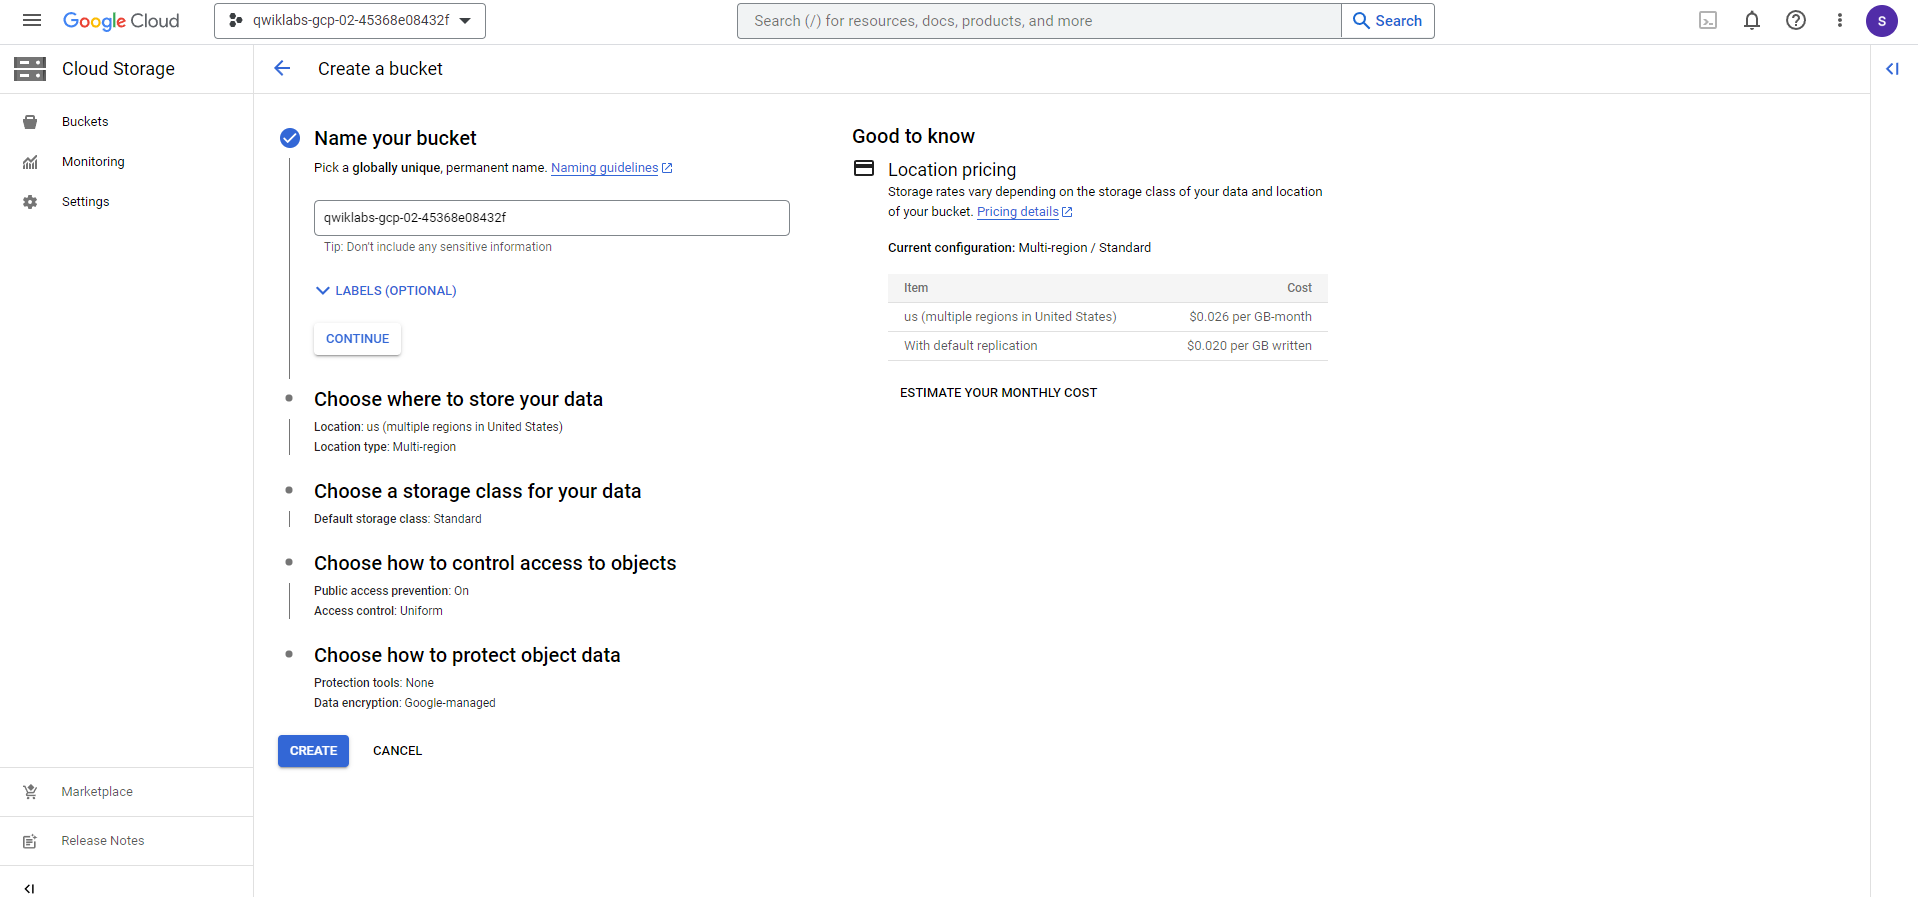 Google Cloud
qwiklabs-gcp-02-45368e08432f
Search (/) for resources, docs, products, and more
Search
S
Cloud Storage
Create a bucket
Buckets
Monitoring
Settings
Name your bucket
Pick a globally unique, permanent name. Naming guidelines
qwiklabs-gcp-02-45368e08432f
Tip: Don't include any sensitive information
LABELS (OPTIONAL)
CONTINUE
Choose where to store your data
Location: us (multiple regions in United States)
Location type: Multi-region
Choose a storage class for your data
Default storage class: Standard
Choose how to control access to objects
Public access prevention: On
Access control: Uniform
Choose how to protect object data
Protection tools: None
Data encryption: Google-managed
CREATE CANCEL
Good to know
Location pricing
Storage rates vary depending on the storage class of your data and location
of your bucket. Pricing details
Current configuration: Multi-region / Standard
Item Cost
us (multiple regions in United States) $0.026 per GB-month
With default replication $0.020 per GB written
ESTIMATE YOUR MONTHLY COST
Marketplace
Release Notes